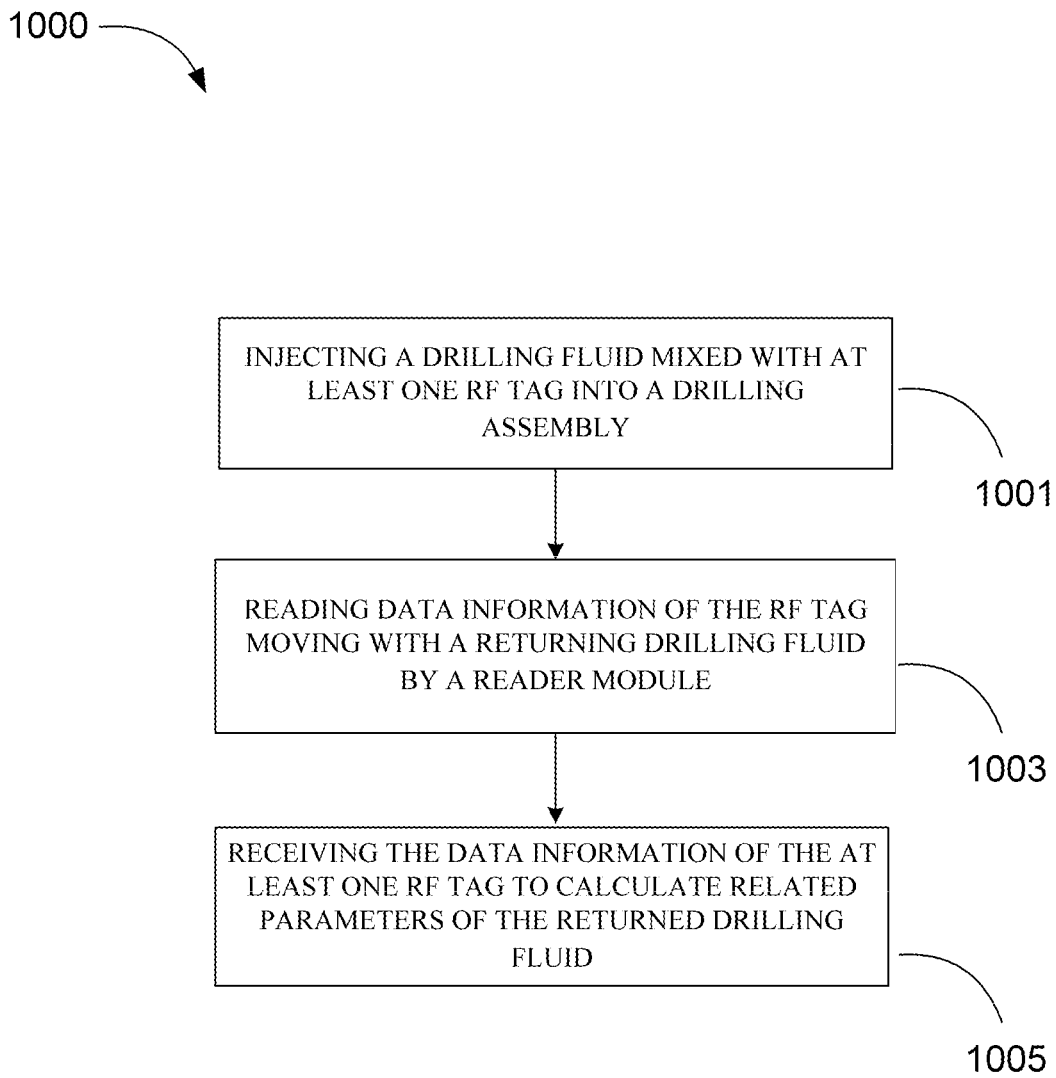 1000
INJECTING A DRILLING FLUID MIXED WITH AT
LEAST ONE RF TAG INTO A DRILLING
ASSEMBLY
1001
READING DATA INFORMATION OF THE RF TAG
MOVING WITH A RETURNING DRILLING FLUID
BY A READER MODULE
1003
RECEIVING THE DATA INFORMATION OF THE AT
LEAST ONE RF TAG TO CALCULATE RELATED
PARAMETERS OF THE RETURNED DRILLING
FLUID
1005